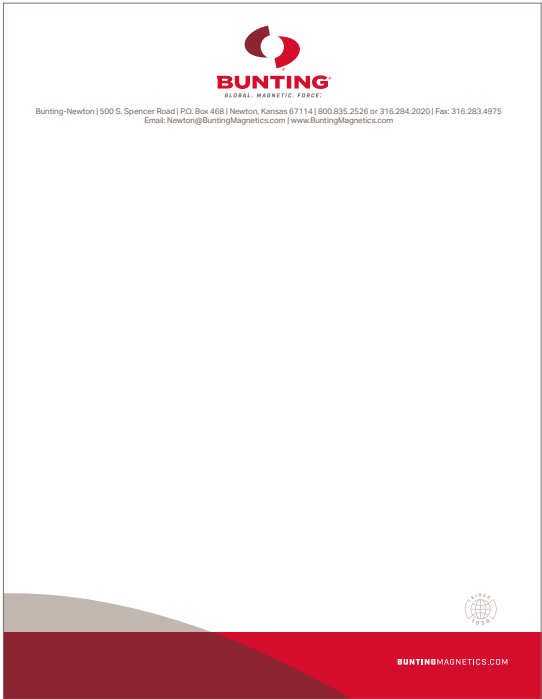 BUNTING®
GLOBAL. MAGNETIC. FORCE.™
Bunting-Newton | 500 S. Spencer Road | P.O. Box 468 | Newton, Kansas 67114 | 800.835.2526 or 316.284.2020 | Fax: 316.283.4975
Email: Newton@BuntingMagnetics.com | www.BuntingMagnetics.com
SINCE
1959
BUNTINGMAGNETICS.COM